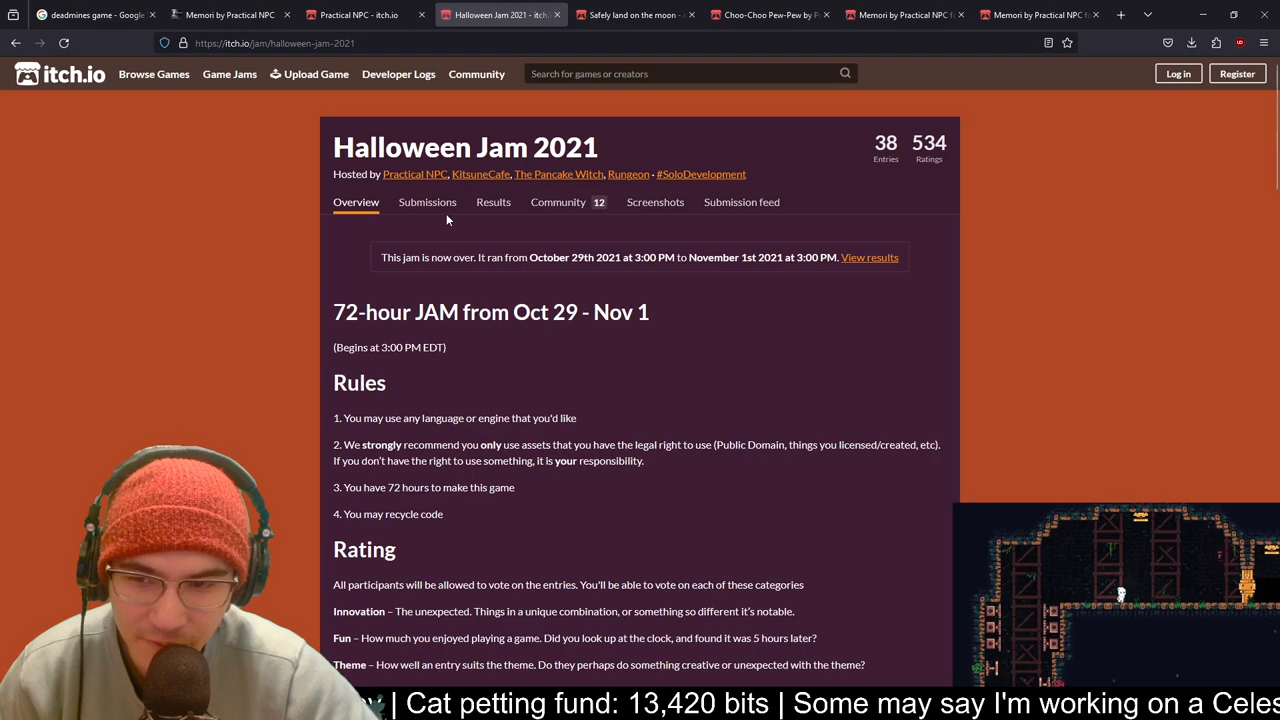 deadmines game - Google
Memori by Practical NPC
Practical NPC - itch.io
Halloween Jam 2021 - itch.i
Safely land on the moon - s
Choo-Choo Pew-Pew by P
Memori by Practical NPC f
Memori by Practical NPC fo
https://itch.io/jam/halloween-jam-2021
itch.io
Browse Games
Game Jams
Upload Game
Developer Logs
Community
Search for games or creators
Log in
Register
Halloween Jam 2021
38
Entries
534
Ratings
Hosted by Practical NPC, KitsuneCafe, The Pancake Witch, Rungeon · #SoloDevelopment
Overview
Submissions
Results
Community 12
Screenshots
Submission feed
This jam is now over. It ran from October 29th 2021 at 3:00 PM to November 1st 2021 at 3:00 PM. View results
72-hour JAM from Oct 29 - Nov 1
(Begins at 3:00 PM EDT)
Rules
1. You may use any language or engine that you'd like
2. We strongly recommend you only use assets that you have the legal right to use (Public Domain, things you licensed/created, etc).
If you don't have the right to use something, it is your responsibility.
3. You have 72 hours to make this game
4. You may recycle code
Rating
All participants will be allowed to vote on the entries. You'll be able to vote on each of these categories
Innovation – The unexpected. Things in a unique combination, or something so different it's notable.
Fun – How much you enjoyed playing a game. Did you look up at the clock, and found it was 5 hours later?
Theme – How well an entry suits the theme. Do they perhaps do something creative or unexpected with the theme?
| Cat petting fund: 13,420 bits | Some may say I'm working on a Celes